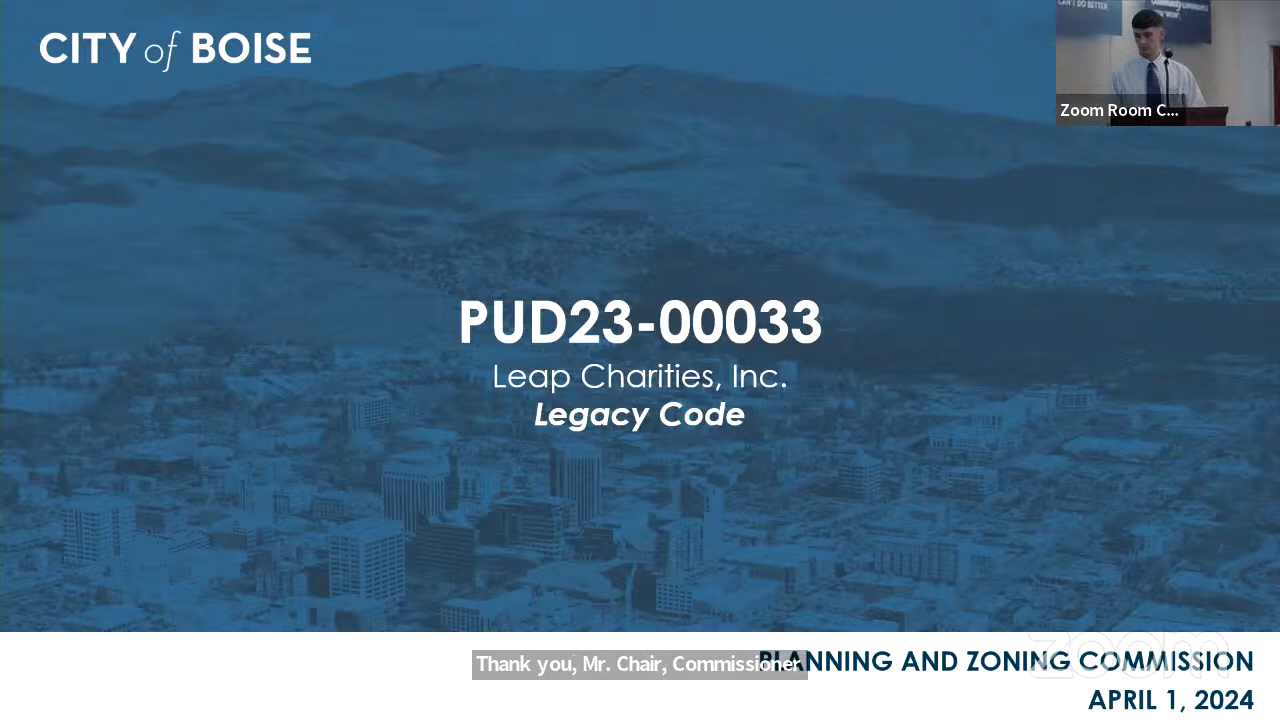 CITY of BOISE
CAN'T DO BETTER.
Zoom Room C...
PUD23-00033
Leap Charities, Inc.
Legacy Code
Thank you, Mr. Chair, Commissioner
PLANNING AND ZONING COMMISSION
zoom
APRIL 1, 2024